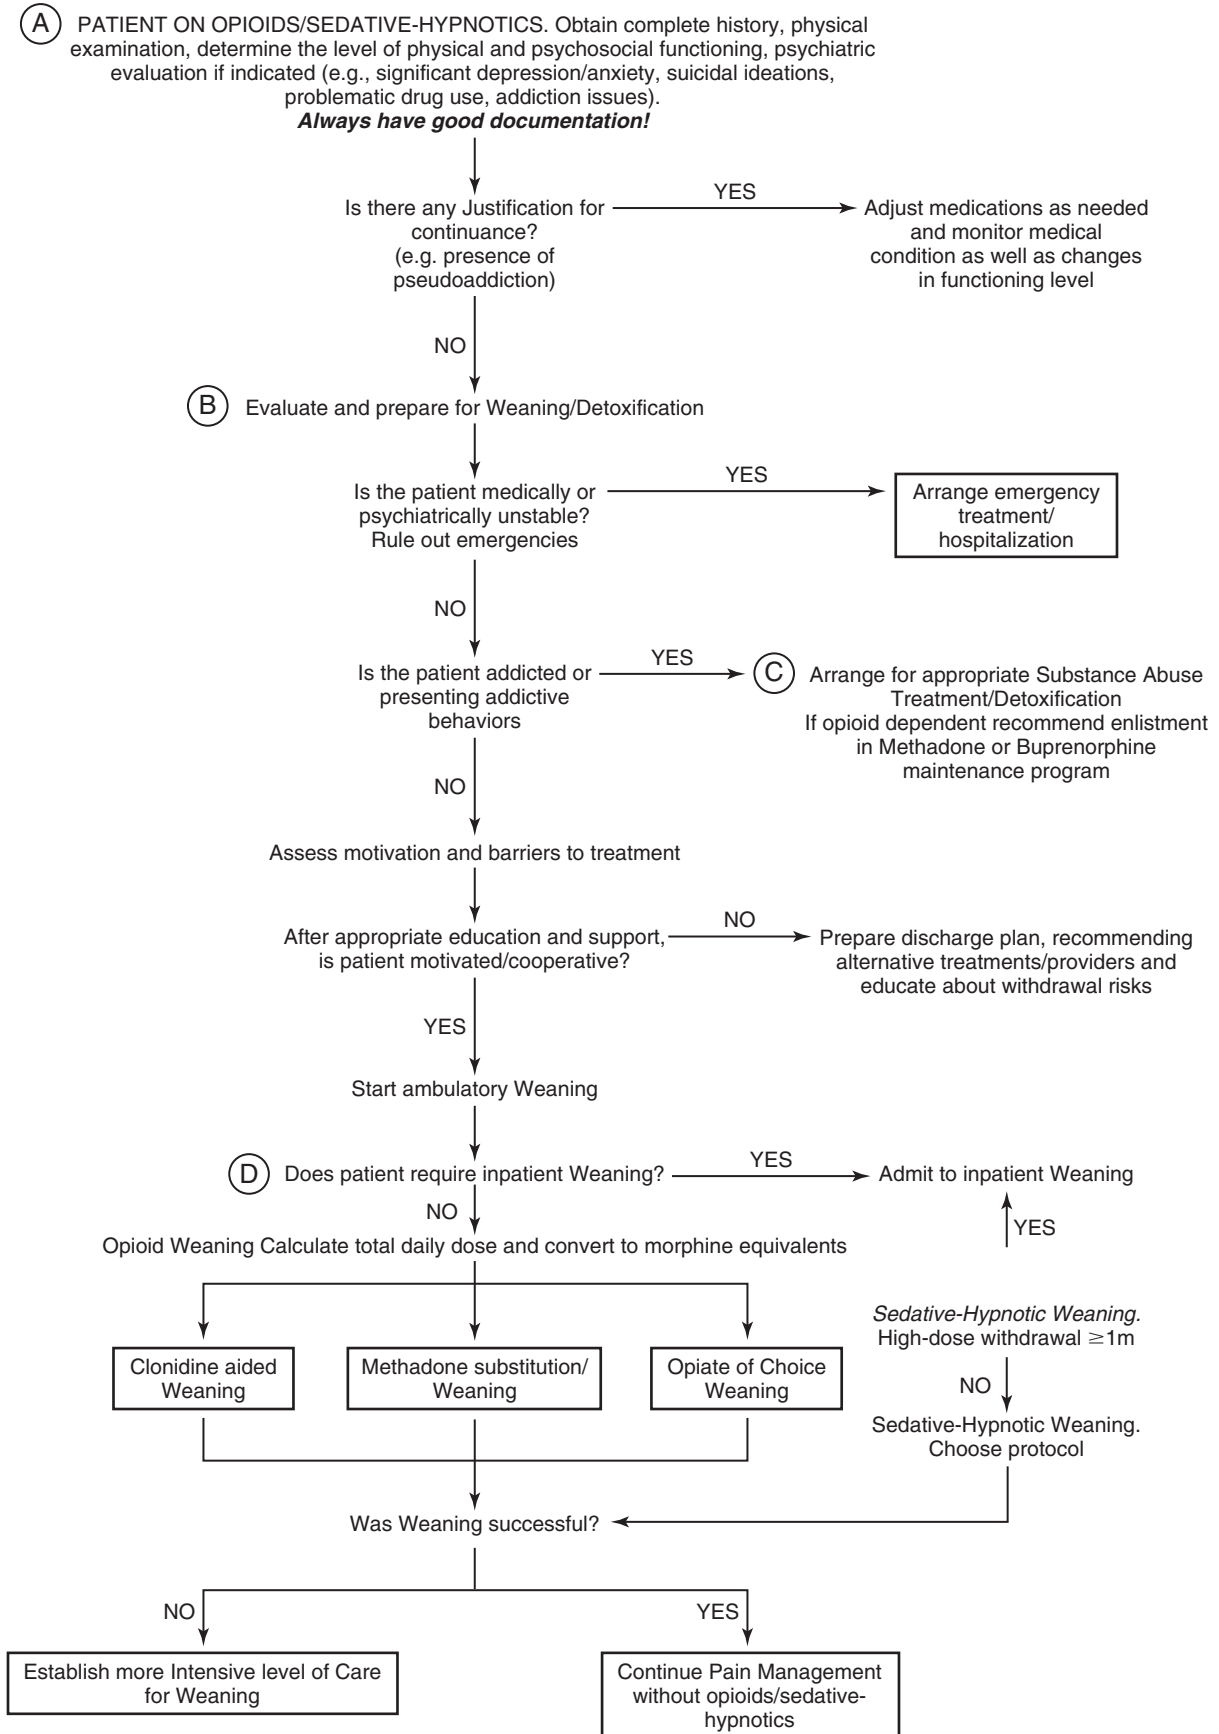 A PATIENT ON OPIOIDS/SEDATIVE-HYPNOTICS. Obtain complete history, physical
examination, determine the level of physical and psychosocial functioning, psychiatric
evaluation if indicated (e.g., significant depression/anxiety, suicidal ideations,
problematic drug use, addiction issues).
Always have good documentation!
Is there any Justification for
continuance?
(e.g. presence of
pseudoaddiction)
YES
Adjust medications as needed
and monitor medical
condition as well as changes
in functioning level
NO
B Evaluate and prepare for Weaning/Detoxification
Is the patient medically or
psychiatrically unstable?
Rule out emergencies
YES
Arrange emergency
treatment/
hospitalization
NO
Is the patient addicted or
presenting addictive
behaviors
YES
C Arrange for appropriate Substance Abuse
Treatment/Detoxification
If opioid dependent recommend enlistment
in Methadone or Buprenorphine
maintenance program
NO
Assess motivation and barriers to treatment
After appropriate education and support,
is patient motivated/cooperative?
NO
Prepare discharge plan, recommending
alternative treatments/providers and
educate about withdrawal risks
YES
Start ambulatory Weaning
D Does patient require inpatient Weaning?
YES
Admit to inpatient Weaning
NO
YES
Opioid Weaning Calculate total daily dose and convert to morphine equivalents
Sedative-Hypnotic Weaning.
High-dose withdrawal ≥1m
Clonidine aided
Weaning
Methadone substitution/
Weaning
Opiate of Choice
Weaning
NO
Sedative-Hypnotic Weaning.
Choose protocol
Was Weaning successful?
NO
YES
Establish more Intensive level of Care
for Weaning
Continue Pain Management
without opioids/sedative-
hypnotics